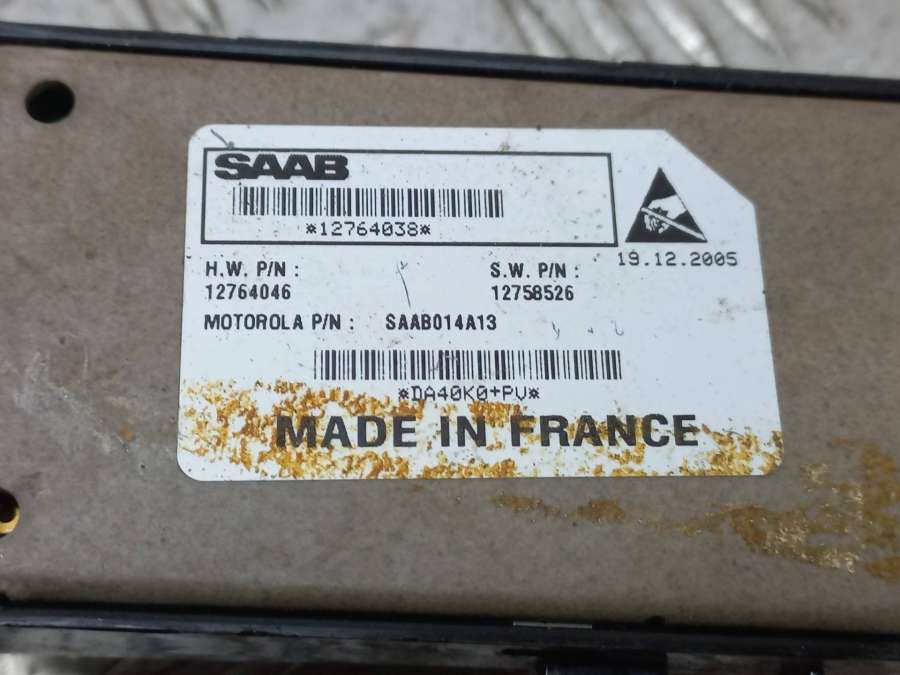 SAAB
*12764038*
19.12.2005
H.W. P/N :
12764046
S.W. P/N :
12758526
MOTOROLA P/N : SAAB014A13
*DA40K0+PV*
MADE IN FRANCE